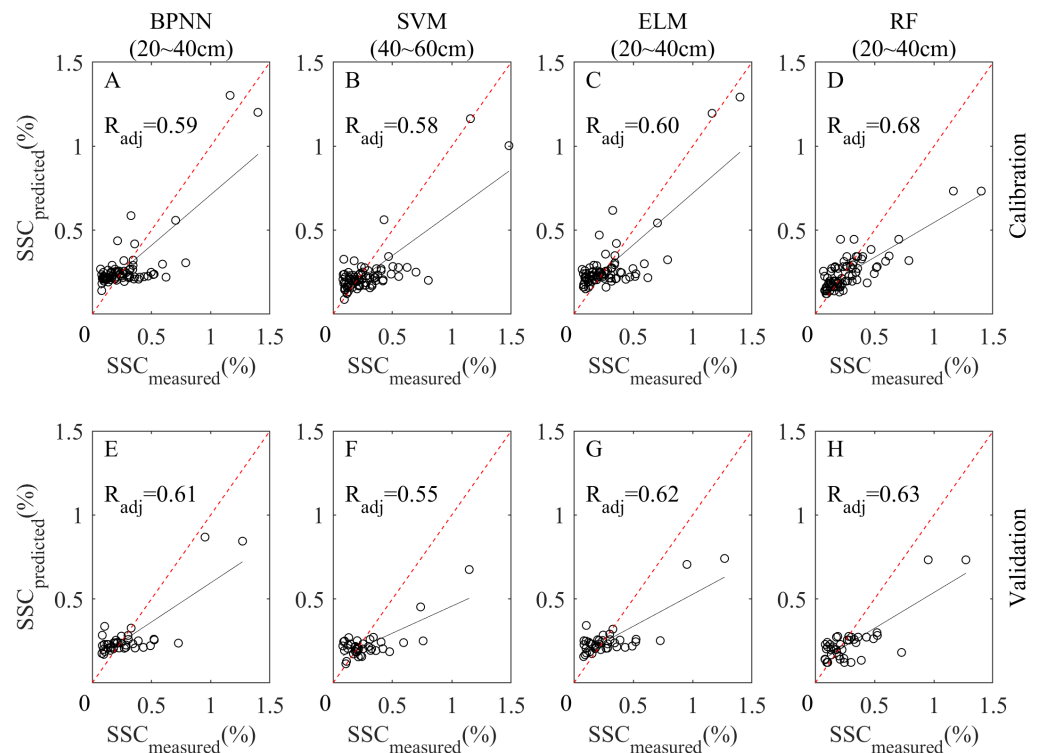 BPNN
(20~40cm)
SVM
(40~60cm)
ELM
(20~40cm)
RF
(20~40cm)
1.5
1
0.5
0
0.5
1
1.5
A
R_adj=0.59
SSC_predicted(%)
SSC_measured(%)
1.5
1
0.5
0
0.5
1
1.5
B
R_adj=0.58
SSC_measured(%)
1.5
1
0.5
0
0.5
1
1.5
C
R_adj=0.60
SSC_measured(%)
1.5
1
0.5
0
0.5
1
1.5
D
R_adj=0.68
SSC_measured(%)
Calibration
1.5
1
0.5
0
0.5
1
1.5
E
R_adj=0.61
SSC_predicted(%)
SSC_measured(%)
1.5
1
0.5
0
0.5
1
1.5
F
R_adj=0.55
SSC_measured(%)
1.5
1
0.5
0
0.5
1
1.5
G
R_adj=0.62
SSC_measured(%)
1.5
1
0.5
0
0.5
1
1.5
H
R_adj=0.63
SSC_measured(%)
Validation